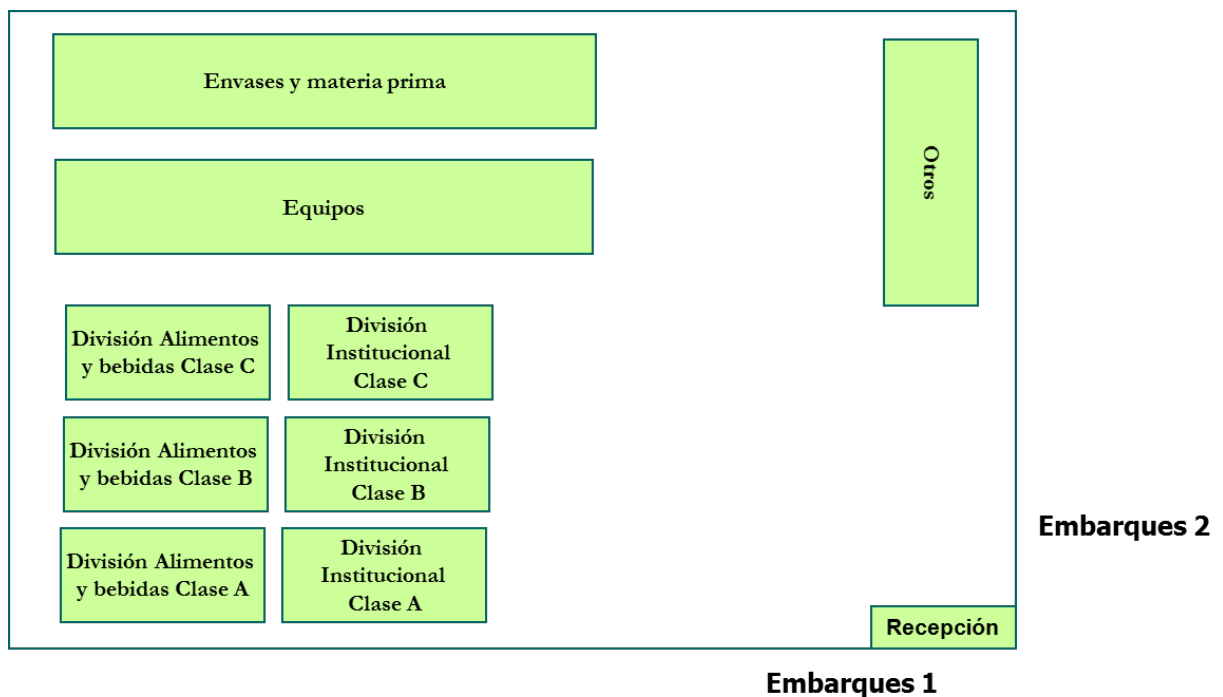 Envases y materia prima
Otros
Equipos
División Alimentos
y bebidas Clase C
División
Institucional
Clase C
División Alimentos
y bebidas Clase B
División
Institucional
Clase B
División Alimentos
y bebidas Clase A
División
Institucional
Clase A
Embarques 2
Recepción
Embarques 1